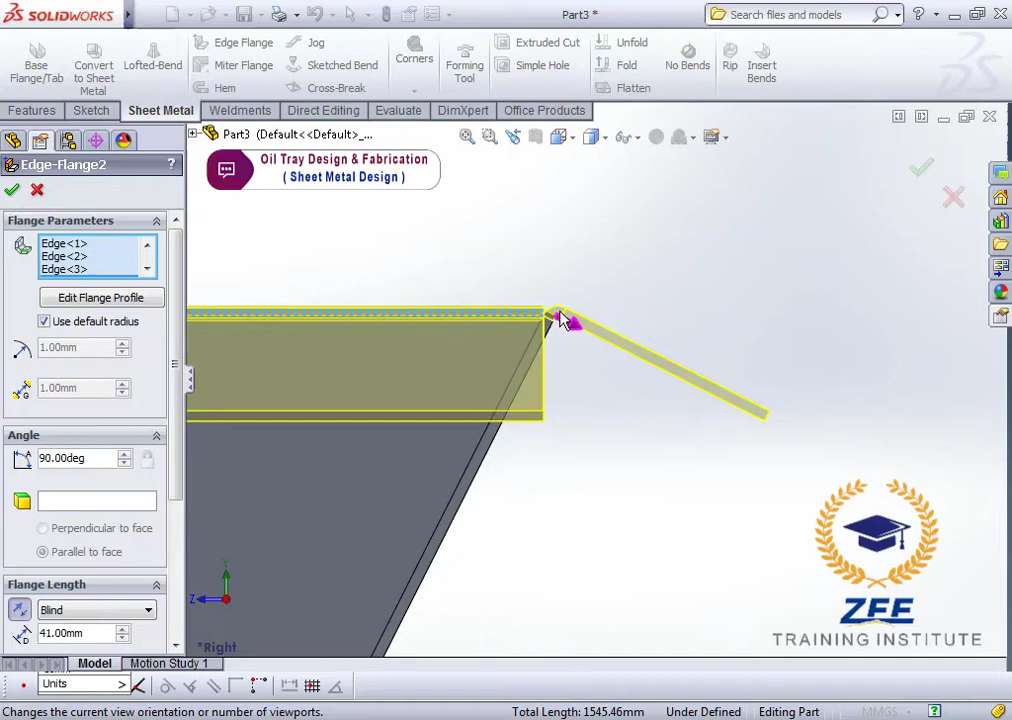 SOLIDWORKS
Part3 *
Search files and models
Base
Flange/Tab
Convert
to Sheet
Metal
Lofted-Bend
Edge Flange
Miter Flange
Hem
Jog
Sketched Bend
Cross-Break
Corners
Forming
Tool
Extruded Cut
Simple Hole
Unfold
Fold
Flatten
No Bends
Rip
Insert
Bends
Features
Sketch
Sheet Metal
Weldments
Direct Editing
Evaluate
DimXpert
Office Products
Part3 (Default<<Default>_...
Oil Tray Design & Fabrication
( Sheet Metal Design )
Edge-Flange2
?
Flange Parameters
Edge<1>
Edge<2>
Edge<3>
Edit Flange Profile
Use default radius
1.00mm
1.00mm
Angle
90.00deg
Perpendicular to face
Parallel to face
Flange Length
Blind
41.00mm
Y
Z
*Right
ZEE
TRAINING INSTITUTE
Model
Motion Study 1
Units >
Changes the current view orientation or number of viewports.
Total Length: 1545.46mm
Under Defined
Editing Part
MMGS